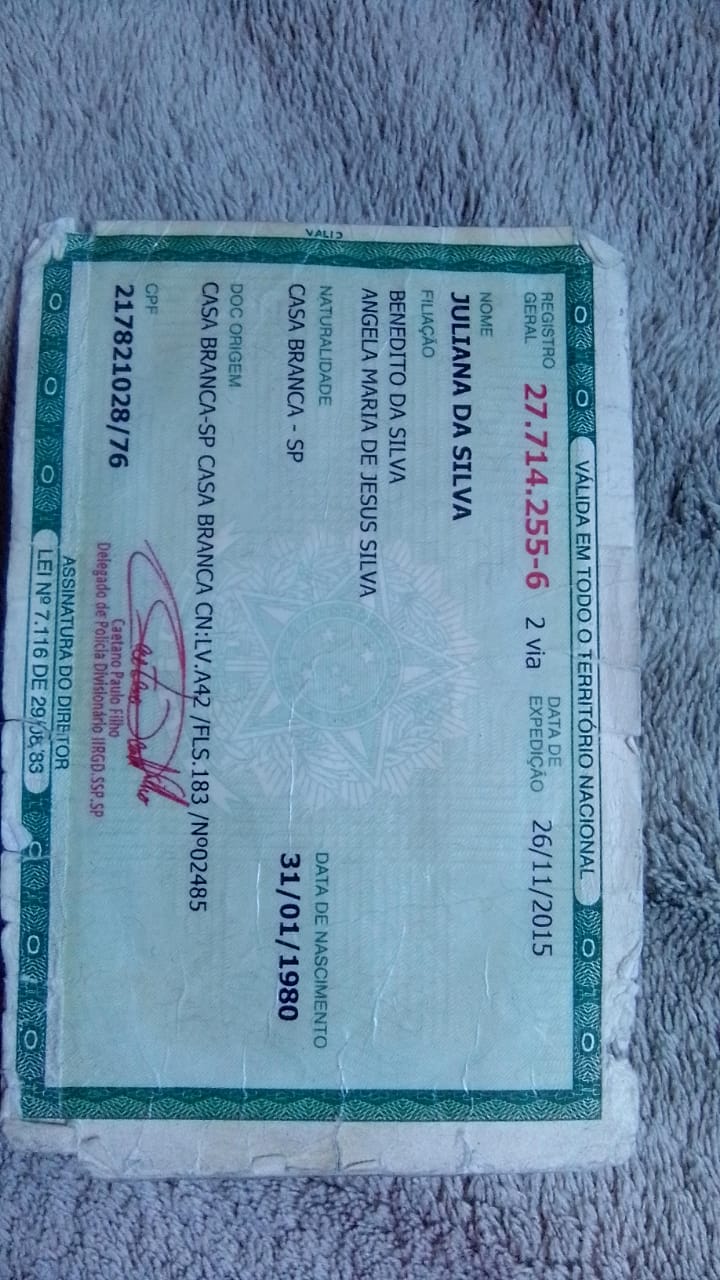 VALID
VÁLIDA EM TODO O TERRITÓRIO NACIONAL
REGISTRO GERAL 27.714.255-6 2 via DATA DE EXPEDIÇÃO 26/11/2015
NOME
JULIANA DA SILVA
FILIAÇÃO
BENEDITO DA SILVA
ANGELA MARIA DE JESUS SILVA
NATURALIDADE DATA DE NASCIMENTO
CASA BRANCA - SP 31/01/1980
DOC ORIGEM
CASA BRANCA-SP CASA BRANCA CN:LV.A42 /FLS.183 /Nº02485
CPF
217821028/76
Caetano Paulo Filho
Delegado de Polícia Divisionário IIRGD.SSP.SP
ASSINATURA DO DIRETOR
LEI Nº 7.116 DE 29/08/83